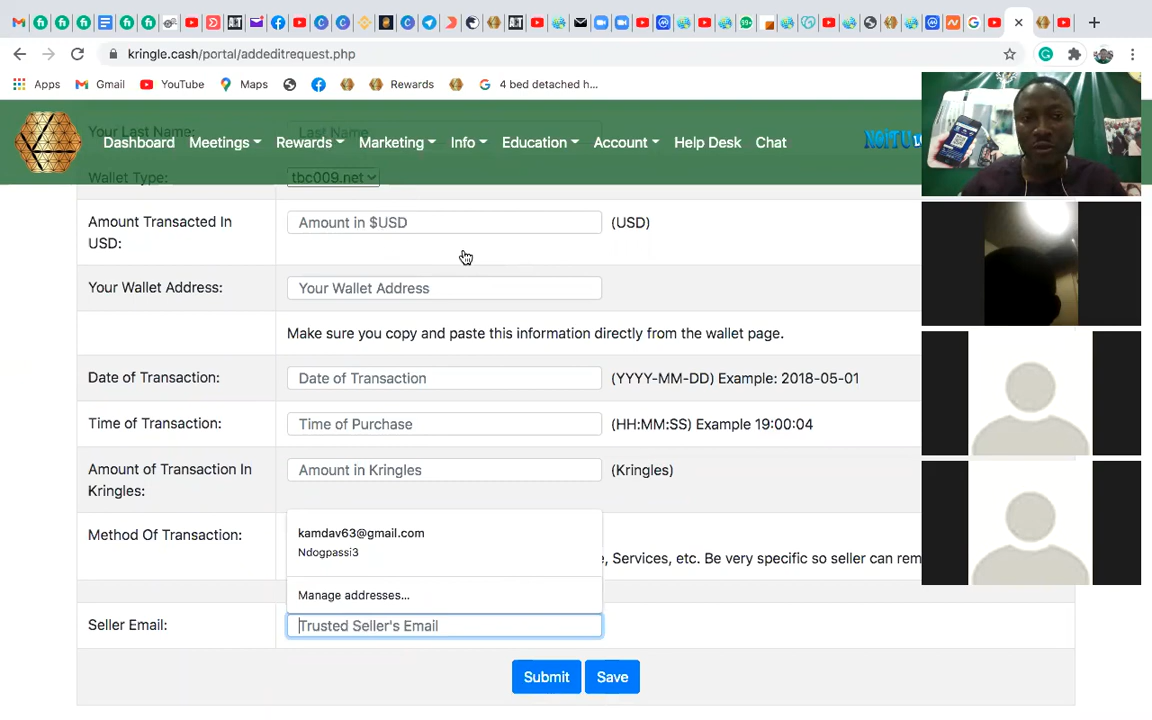 kringle.cash/portal/addeditrequest.php
Apps Gmail YouTube Maps Rewards 4 bed detached h...
Dashboard Meetings Rewards Marketing Info Education Account Help Desk Chat
Your Last Name: Last Name
Wallet Type: tbc009.net
Amount Transacted In USD: Amount in $USD (USD)
Your Wallet Address: Your Wallet Address
Make sure you copy and paste this information directly from the wallet page.
Date of Transaction: Date of Transaction (YYYY-MM-DD) Example: 2018-05-01
Time of Transaction: Time of Purchase (HH:MM:SS) Example 19:00:04
Amount of Transaction In Kringles: Amount in Kringles (Kringles)
Method Of Transaction:
kamdav63@gmail.com
Ndogpassi3
Services, etc. Be very specific so seller can rem
Manage addresses...
Seller Email: Trusted Seller's Email
Submit Save